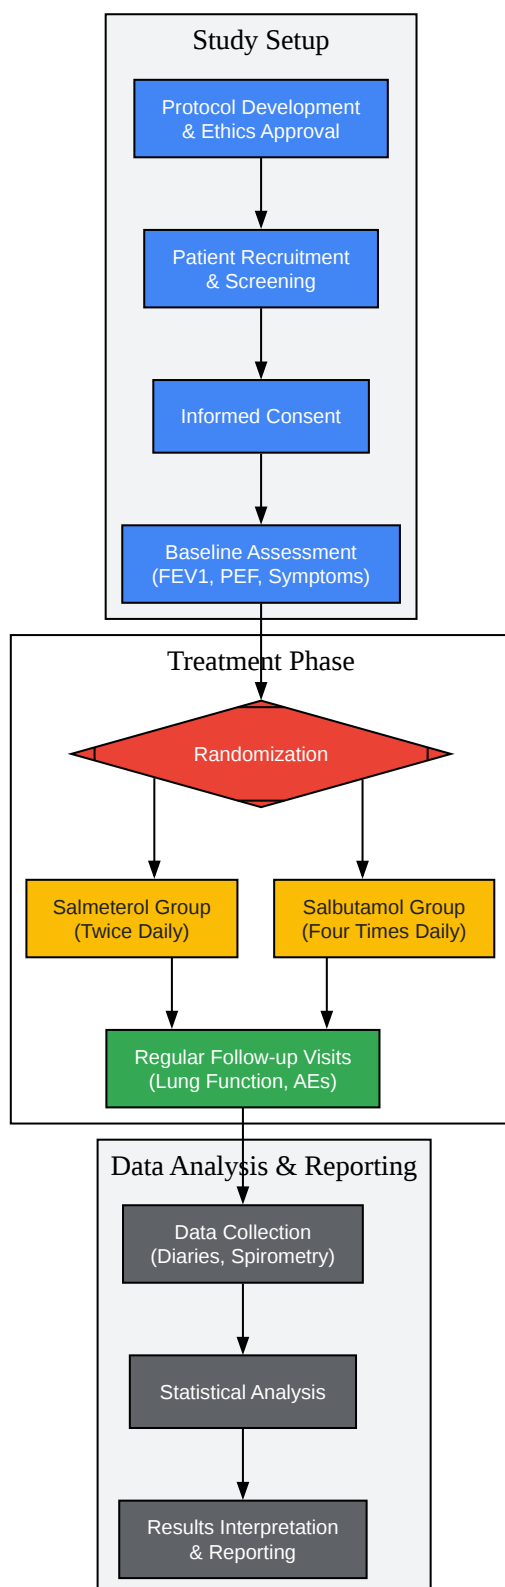 Study Setup
Protocol Development
& Ethics Approval
Patient Recruitment
& Screening
Informed Consent
Baseline Assessment
(FEV1, PEF, Symptoms)
Treatment Phase
Randomization
Salmeterol Group
(Twice Daily)
Salbutamol Group
(Four Times Daily)
Regular Follow-up Visits
(Lung Function, AEs)
Data Analysis & Reporting
Data Collection
(Diaries, Spirometry)
Statistical Analysis
Results Interpretation
& Reporting